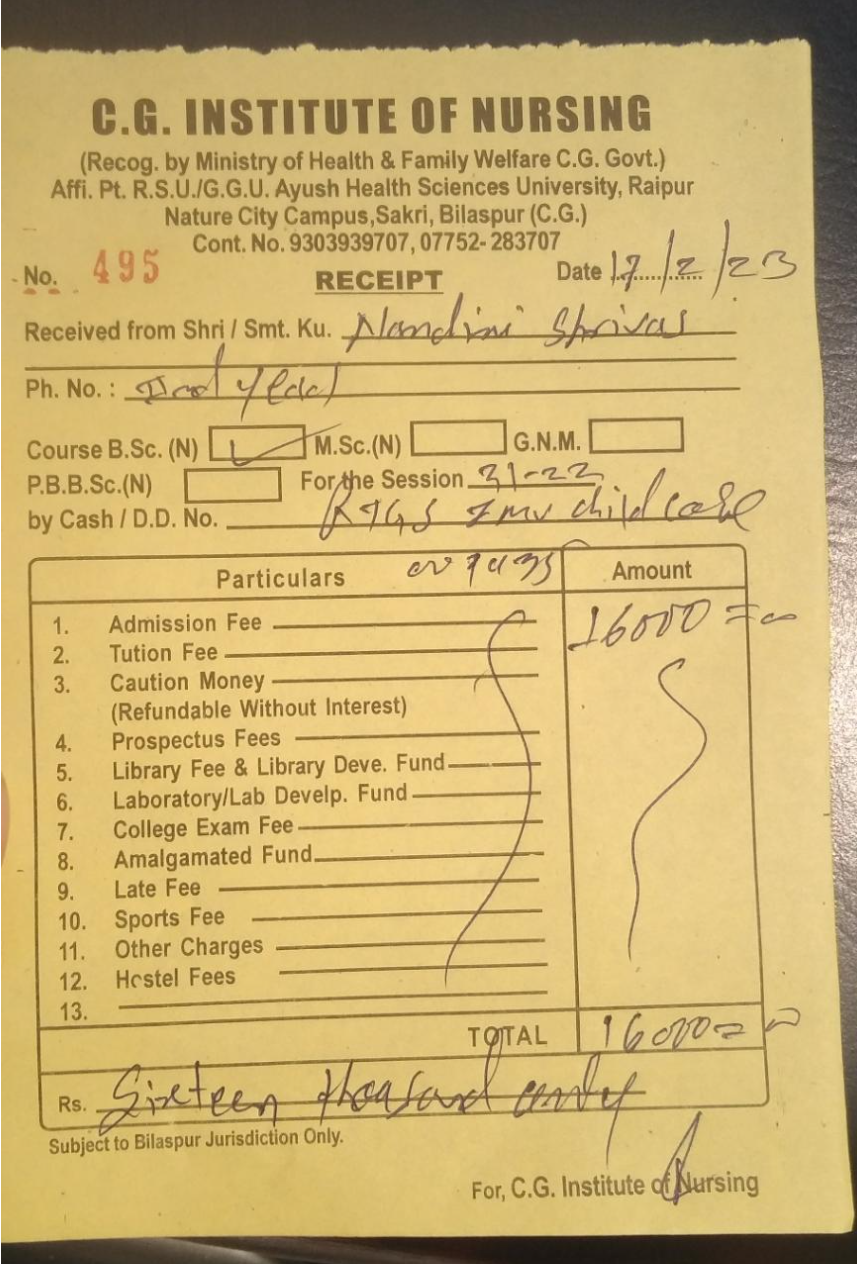 C.G. INSTITUTE OF NURSING
(Recog. by Ministry of Health & Family Welfare C.G. Govt.)
Affi. Pt. R.S.U./G.G.U. Ayush Health Sciences University, Raipur
Nature City Campus,Sakri, Bilaspur (C.G.)
Cont. No. 9303939707, 07752- 283707
No. 495 RECEIPT Date 17/2/23
Received from Shri / Smt. Ku. Nandini Shrivas
Ph. No. :
Course B.Sc. (N) M.Sc.(N) G.N.M.
P.B.B.Sc.(N) For the Session 21-22
by Cash / D.D. No. RTGS child care
Particulars Amount
1. Admission Fee 16000 =00
2. Tution Fee
3. Caution Money
(Refundable Without Interest)
4. Prospectus Fees
5. Library Fee & Library Deve. Fund
6. Laboratory/Lab Develp. Fund
7. College Exam Fee
8. Amalgamated Fund
9. Late Fee
10. Sports Fee
11. Other Charges
12. Hostel Fees
13.
TOTAL 16000=00
Rs. Sixteen thousand only
Subject to Bilaspur Jurisdiction Only.
For, C.G. Institute of Nursing